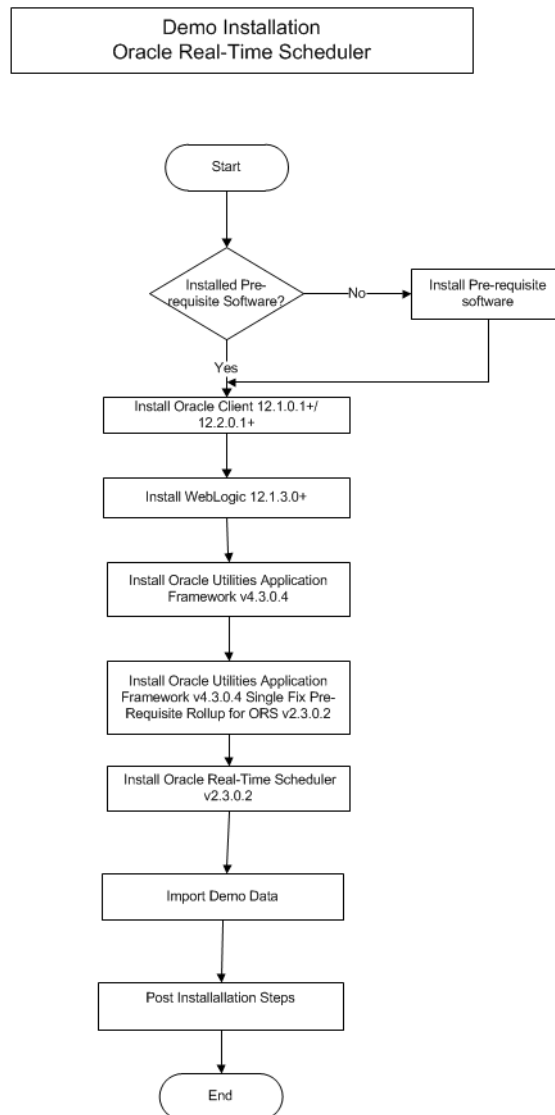 Demo Installation
Oracle Real-Time Scheduler
Start
Installed Pre-
requisite Software?
No
Install Pre-requisite
software
Yes
Install Oracle Client 12.1.0.1+/
12.2.0.1+
Install WebLogic 12.1.3.0+
Install Oracle Utilities Application
Framework v4.3.0.4
Install Oracle Utilities Application
Framework v4.3.0.4 Single Fix Pre-
Requisite Rollup for ORS v2.3.0.2
Install Oracle Real-Time Scheduler
v2.3.0.2
Import Demo Data
Post Installallation Steps
End